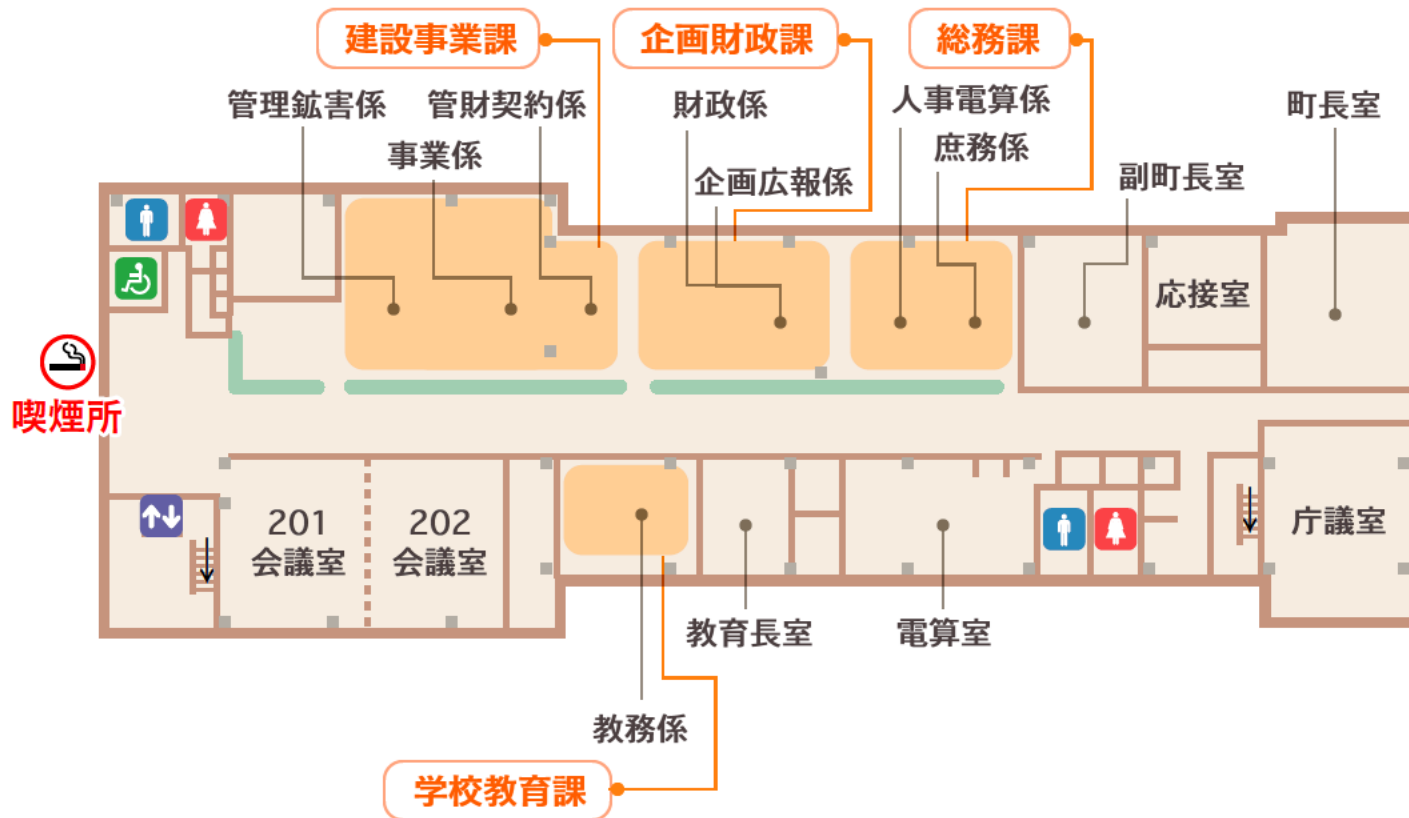 建設事業課
企画財政課
総務課
管理鉱害係
管財契約係
財政係
人事電算係
町長室
事業係
庶務係
企画広報係
副町長室
応接室
喫煙所
201
会議室
202
会議室
庁議室
教育長室
電算室
教務係
学校教育課